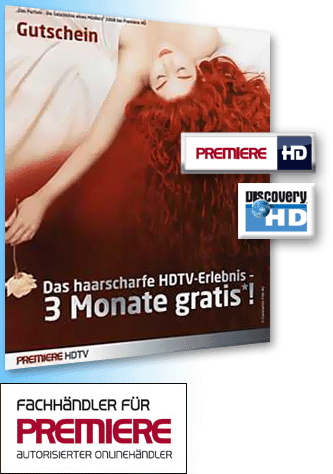 „Das Parfum - Die Geschichte eines Mörders" 2008 bei Premiere HD
Gutschein
PREMIERE HD
Discovery
HD
Das haarscharfe HDTV-Erlebnis -
3 Monate gratis*!
PREMIERE HDTV
FACHHÄNDLER FÜR
PREMIERE
AUTORISIERTER ONLINEHÄNDLER